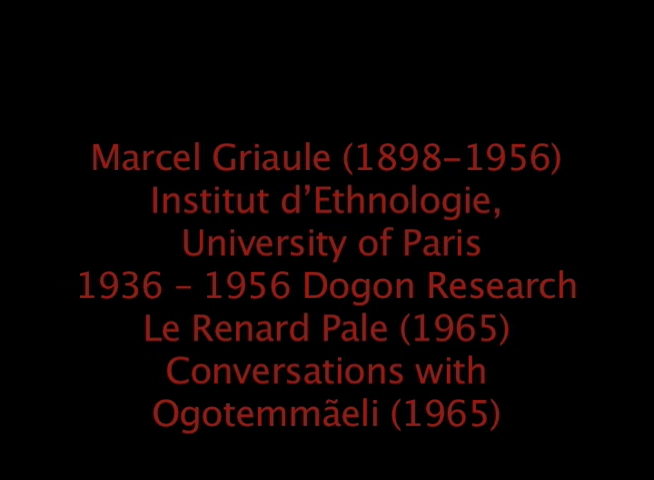 Marcel Griaule (1898–1956)
Institut d’Ethnologie,
University of Paris
1936 – 1956 Dogon Research
Le Renard Pale (1965)
Conversations with
Ogotemmãeli (1965)